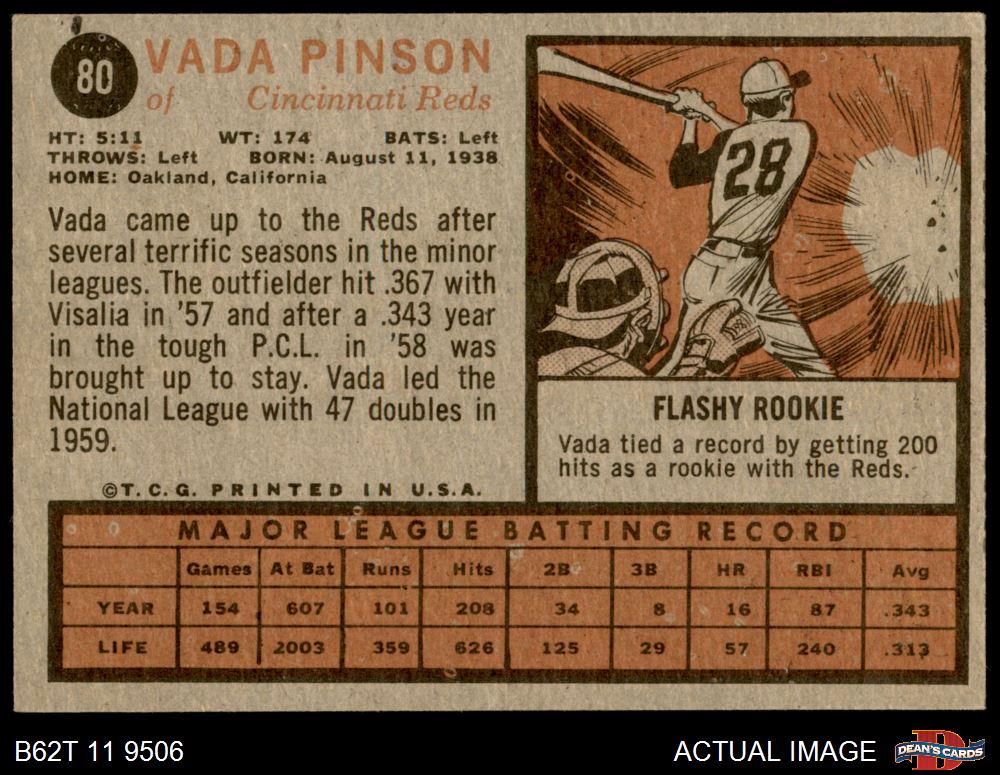 80
VADA PINSON
of Cincinnati Reds
HT: 5:11 WT: 174 BATS: Left
THROWS: Left BORN: August 11, 1938
HOME: Oakland, California
Vada came up to the Reds after
several terrific seasons in the minor
leagues. The outfielder hit .367 with
Visalia in '57 and after a .343 year
in the tough P.C.L. in '58 was
brought up to stay. Vada led the
National League with 47 doubles in
1959.
©T.C.G. PRINTED IN U.S.A.
28
FLASHY ROOKIE
Vada tied a record by getting 200
hits as a rookie with the Reds.
MAJOR LEAGUE BATTING RECORD
Games At Bat Runs Hits 2B 3B HR RBI Avg
YEAR 154 607 101 208 34 8 16 87 .343
LIFE 489 2003 359 626 125 29 57 240 .313
B62T 11 9506
ACTUAL IMAGE
D
DEAN'S CARDS